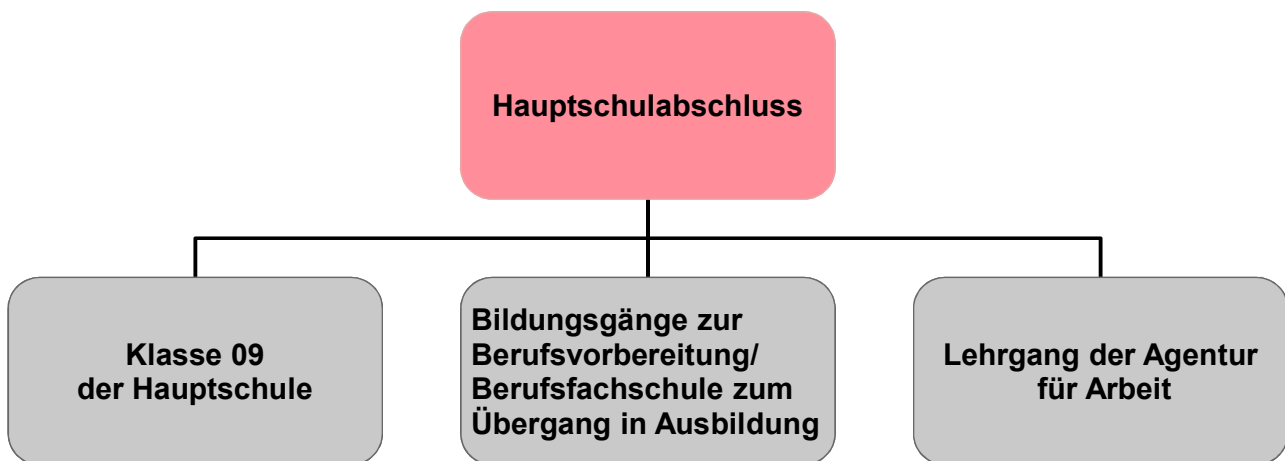 Hauptschulabschluss
Klasse 09
der Hauptschule
Bildungsgänge zur
Berufsvorbereitung/
Berufsfachschule zum
Übergang in Ausbildung
Lehrgang der Agentur
für Arbeit